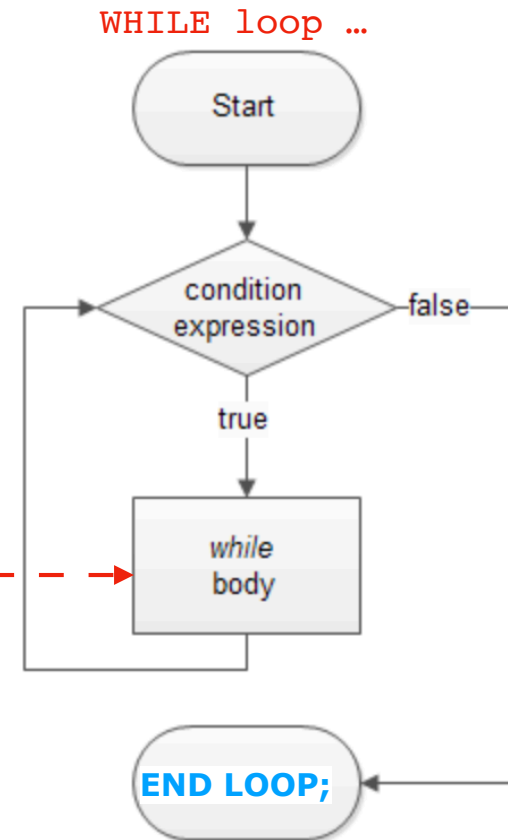 WHILE loop …
Start
condition
expression
false
true
while
body
END LOOP;